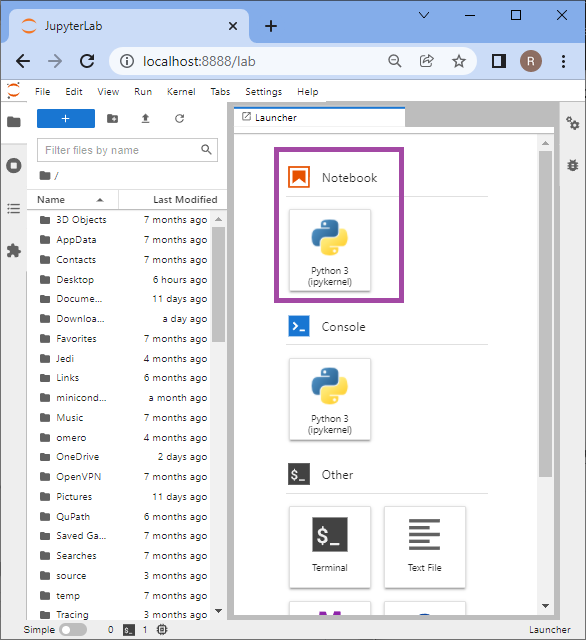 JupyterLab
localhost:8888/lab
R
File Edit View Run Kernel Tabs Settings Help
+
Launcher
Filter files by name
/
Name Last Modified
3D Objects 7 months ago
AppData 7 months ago
Contacts 7 months ago
Desktop 6 hours ago
Docume... 11 days ago
Downloa... a day ago
Favorites 7 months ago
Jedi 4 months ago
Links 6 months ago
minicond... a month ago
Music 7 months ago
omero 4 months ago
OneDrive 2 days ago
OpenVPN 7 months ago
Pictures 11 days ago
QuPath 6 months ago
Saved Ga... 7 months ago
Searches 7 months ago
source 3 months ago
temp 7 months ago
Tracing 3 months ago
Notebook
Python 3
(ipykernel)
Console
Python 3
(ipykernel)
$_ Other
$_
Terminal
Text File
Simple 0 $_ 1 Launcher